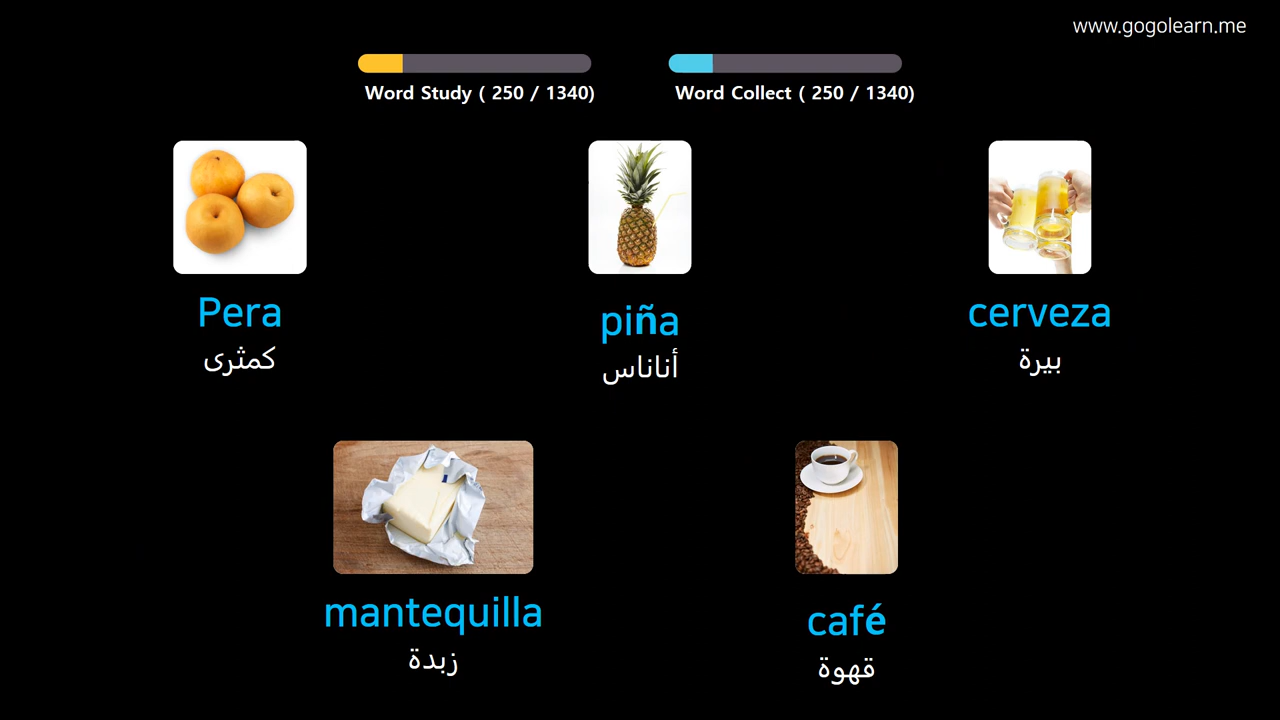 www.gogolearn.me
Word Study ( 250 / 1340)
Word Collect ( 250 / 1340)
Pera
كمثرى
piña
أناناس
cerveza
بيرة
mantequilla
زبدة
café
قهوة